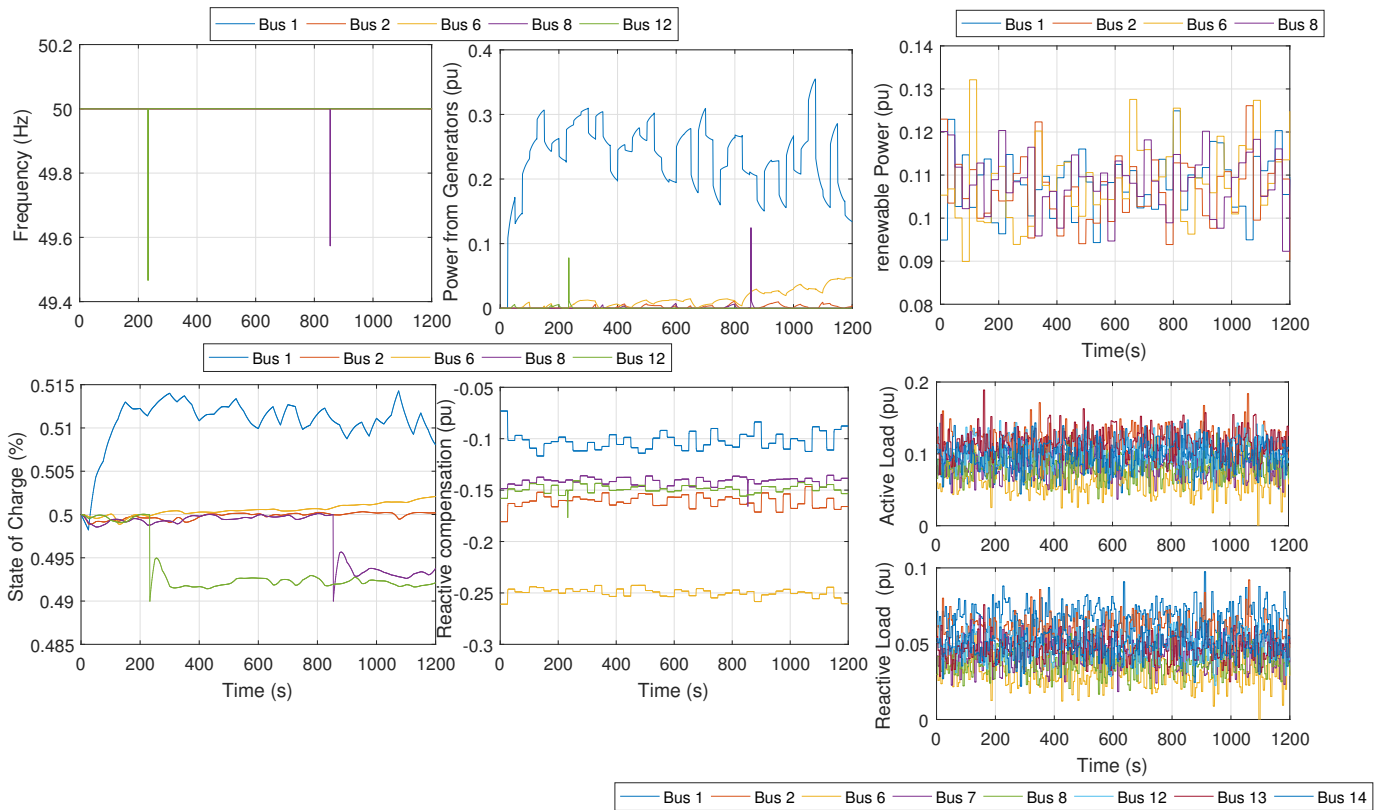 Bus 1 Bus 2 Bus 6 Bus 8 Bus 12
Bus 1 Bus 2 Bus 6 Bus 8
Frequency (Hz)
50.2
50
49.8
49.6
49.4
0 200 400 600 800 1000 1200
Power from Generators (pu)
0.4
0.3
0.2
0.1
0
0 200 400 600 800 1000 1200
renewable Power (pu)
0.14
0.13
0.12
0.11
0.1
0.09
0.08
0 200 400 600 800 1000 1200
Time(s)
Bus 1 Bus 2 Bus 6 Bus 8 Bus 12
State of Charge (%)
0.515
0.51
0.505
0.5
0.495
0.49
0.485
0 200 400 600 800 1000 1200
Time (s)
Reactive compensation (pu)
-0.05
-0.1
-0.15
-0.2
-0.25
-0.3
0 200 400 600 800 1000 1200
Time (s)
Active Load (pu)
0.2
0.1
0
0 200 400 600 800 1000 1200
Reactive Load (pu)
0.1
0.05
0
0 200 400 600 800 1000 1200
Time (s)
Bus 1 Bus 2 Bus 6 Bus 7 Bus 8 Bus 12 Bus 13 Bus 14